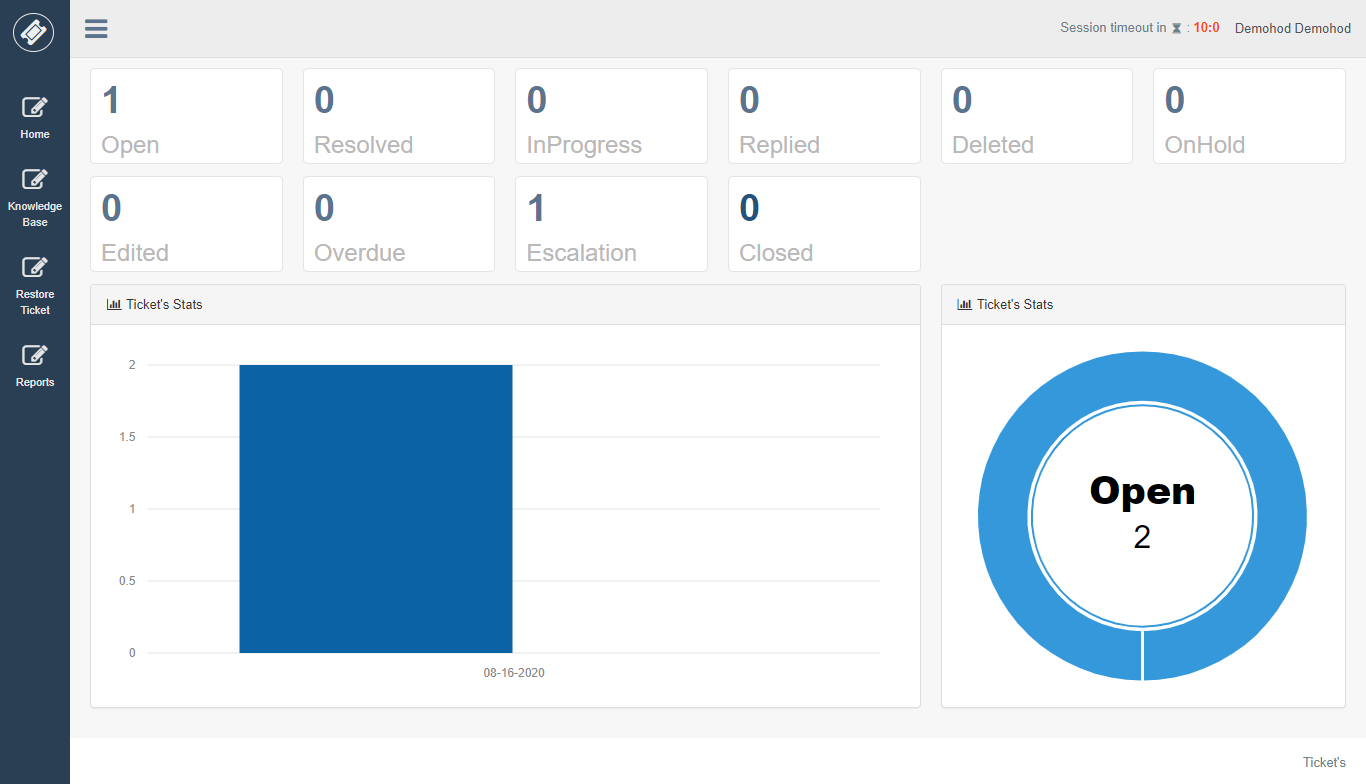 Session timeout in : 10:0 Demohod Demohod
Home
Knowledge
Base
Restore
Ticket
Reports
1 0 0 0 0 0
Open Resolved InProgress Replied Deleted OnHold
0 0 1 0
Edited Overdue Escalation Closed
Ticket's Stats
2
1.5
1
0.5
0
08-16-2020
Ticket's Stats
Open
2
Ticket's